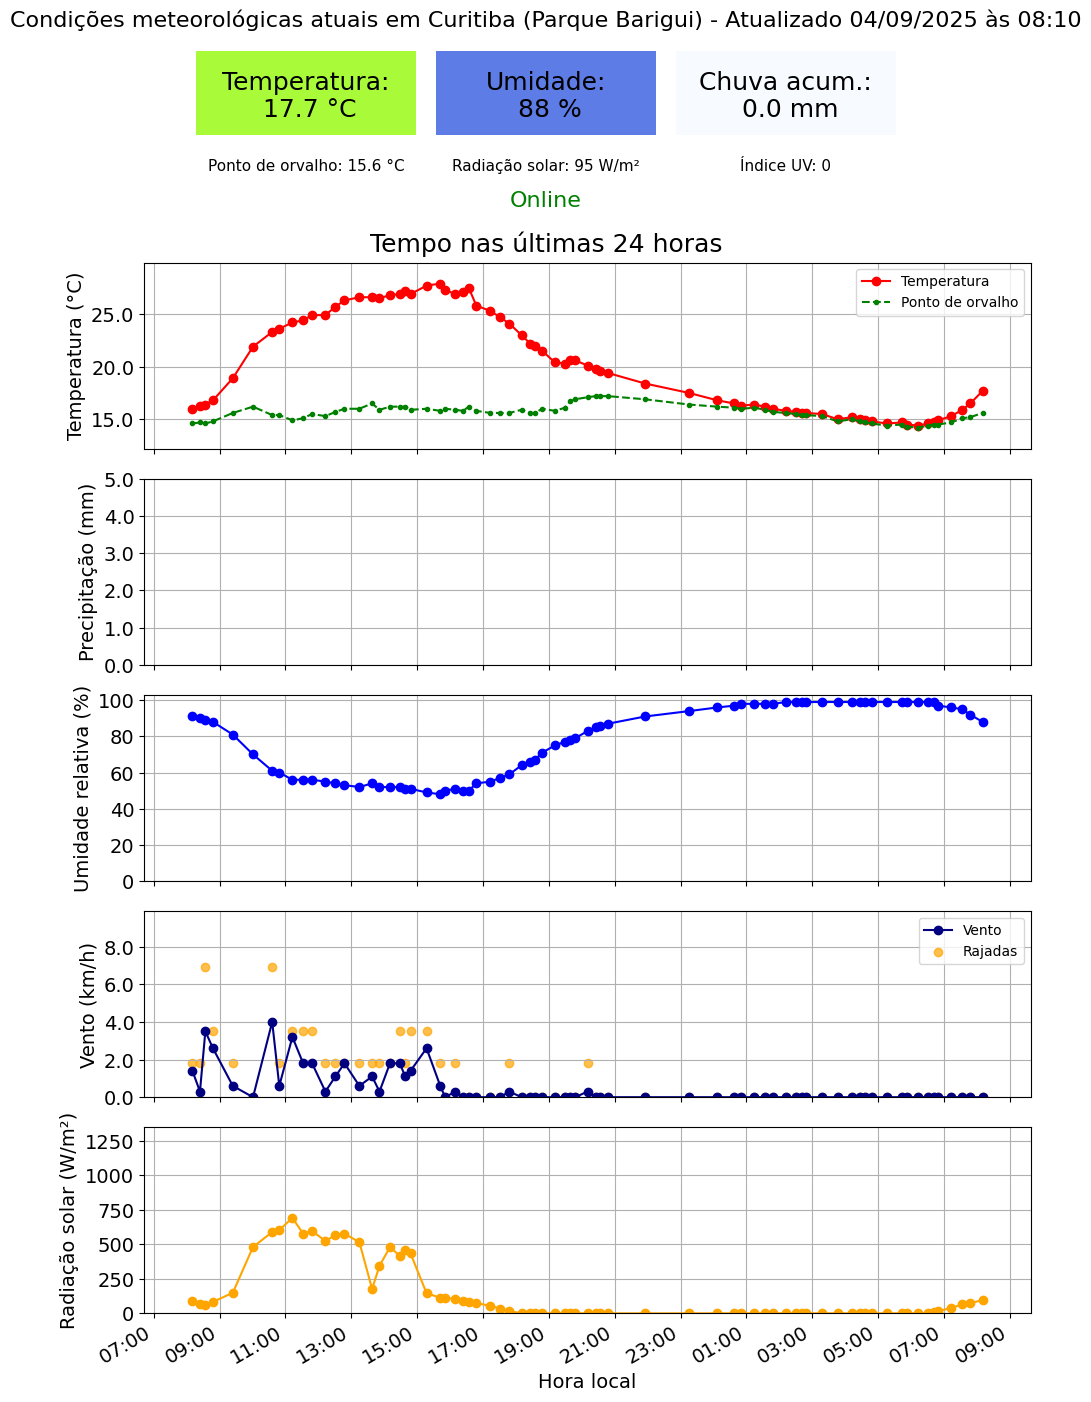 Condições meteorológicas atuais em Curitiba (Parque Barigui) - Atualizado 04/09/2025 às 08:10
Temperatura:
17.7 °C
Umidade:
88 %
Chuva acum.:
0.0 mm
Ponto de orvalho: 15.6 °C
Radiação solar: 95 W/m²
Índice UV: 0
Online
Tempo nas últimas 24 horas
Temperatura (°C)
25.0
20.0
15.0
Temperatura
Ponto de orvalho
Precipitação (mm)
5.0
4.0
3.0
2.0
1.0
0.0
Umidade relativa (%)
100
80
60
40
20
0
Vento (km/h)
8.0
6.0
4.0
2.0
0.0
Vento
Rajadas
Radiação solar (W/m²)
1250
1000
750
500
250
0
07:00
09:00
11:00
13:00
15:00
17:00
19:00
21:00
23:00
01:00
03:00
05:00
07:00
09:00
Hora local